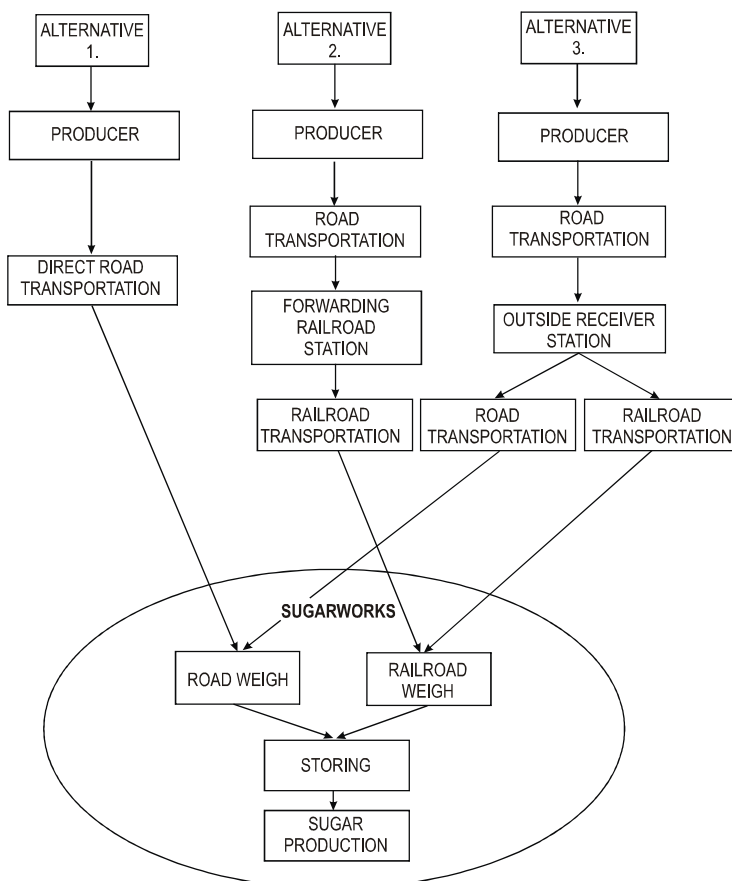 ALTERNATIVE
1.
ALTERNATIVE
2.
ALTERNATIVE
3.
PRODUCER
PRODUCER
PRODUCER
ROAD
TRANSPORTATION
ROAD
TRANSPORTATION
DIRECT ROAD
TRANSPORTATION
FORWARDING
RAILROAD
STATION
OUTSIDE RECEIVER
STATION
RAILROAD
TRANSPORTATION
ROAD
TRANSPORTATION
RAILROAD
TRANSPORTATION
SUGARWORKS
ROAD WEIGH
RAILROAD
WEIGH
STORING
SUGAR
PRODUCTION